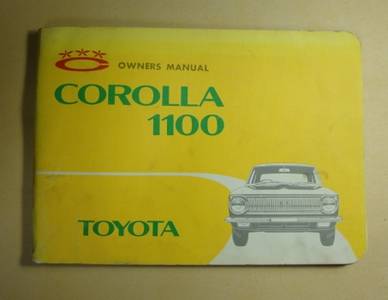 OWNERS MANUAL
COROLLA
1100
TOYOTA